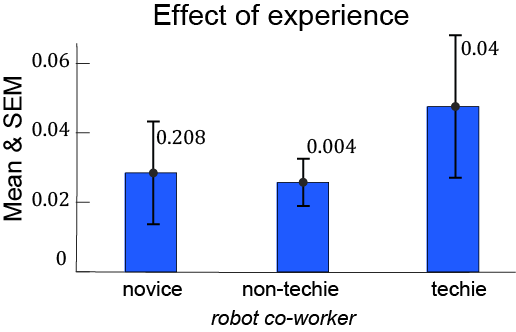 Effect of experience
Mean & SEM
0.06
0.04
0.02
0
0.208
0.004
0.04
novice
non-techie
techie
robot co-worker